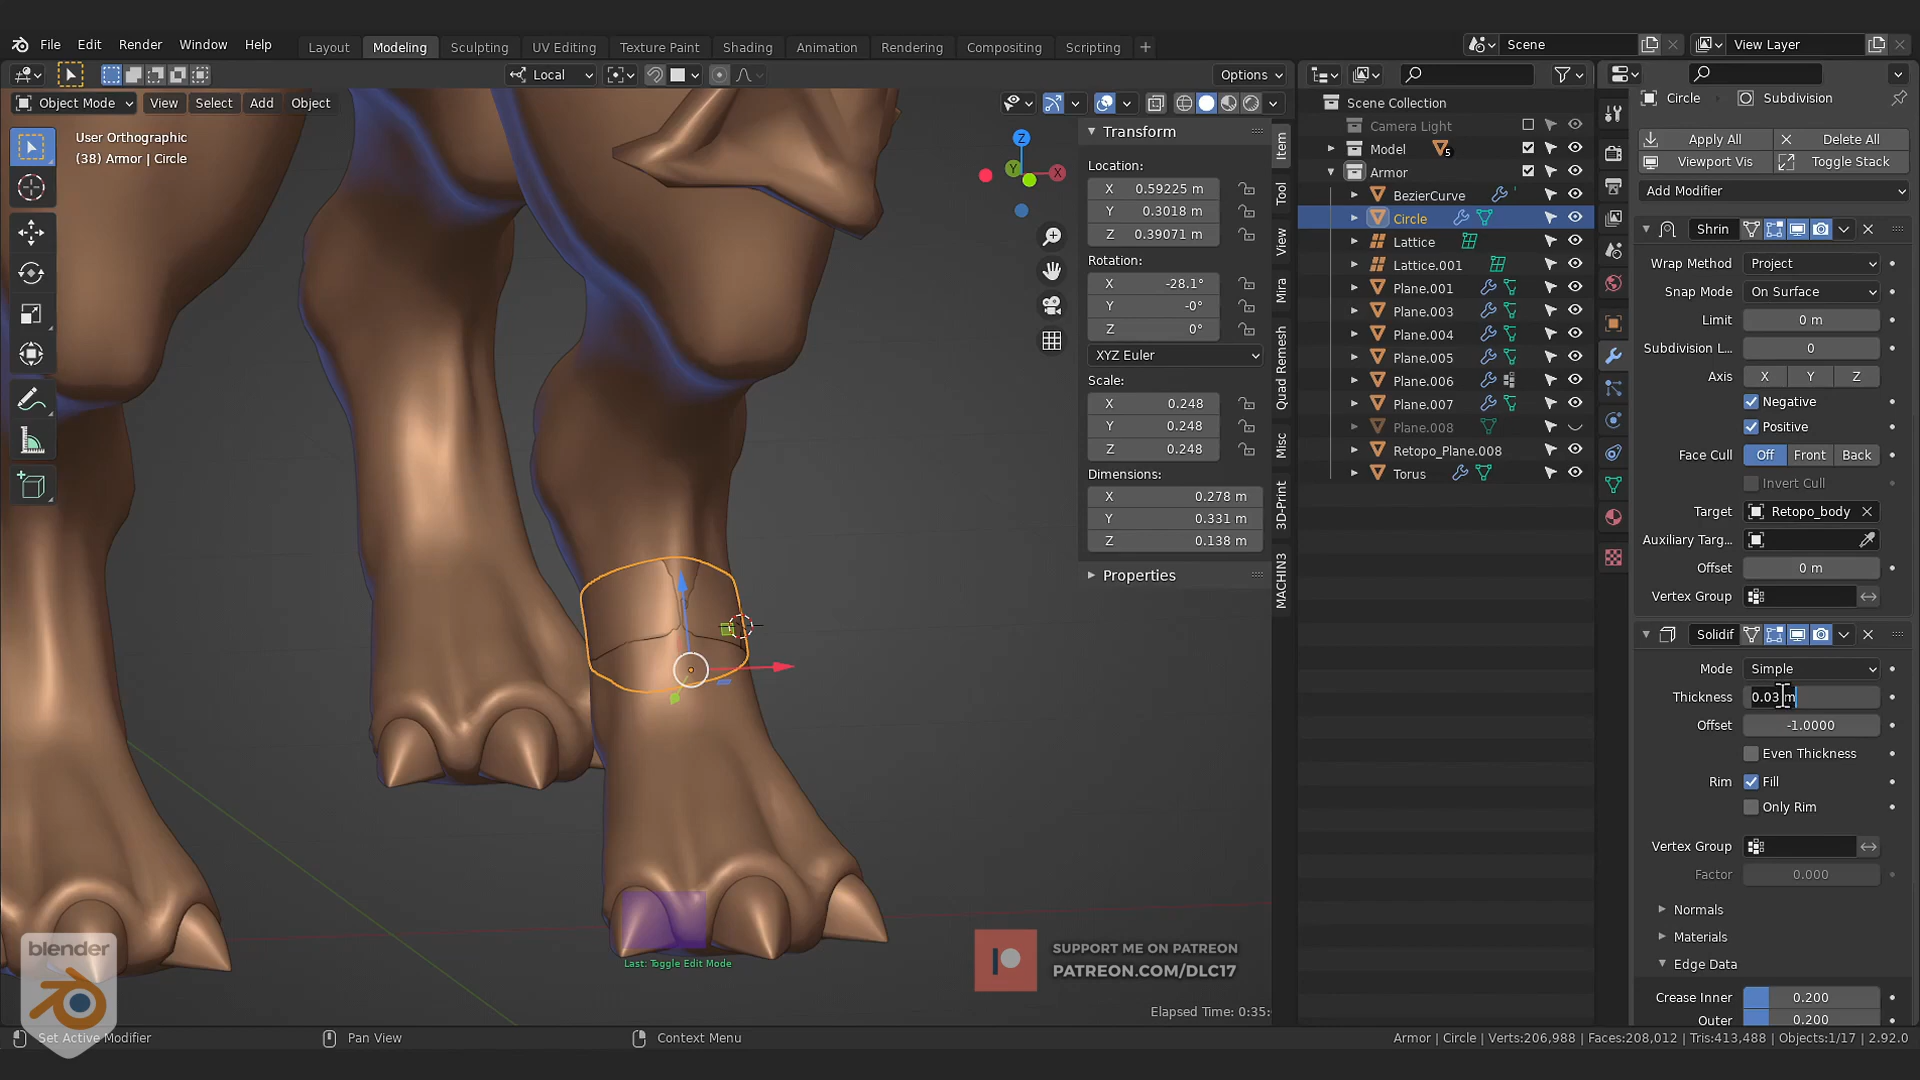 File Edit Render Window Help Layout Modeling Sculpting UV Editing Texture Paint Shading Animation Rendering Compositing Scripting + Scene View Layer
Local Options
Object Mode View Select Add Object
User Orthographic
(38) Armor | Circle
Z
Y
X
Transform
Location:
X 0.59225 m
Y 0.3018 m
Z 0.39071 m
Rotation:
X -28.1°
Y -0°
Z 0°
XYZ Euler
Scale:
X 0.248
Y 0.248
Z 0.248
Dimensions:
X 0.278 m
Y 0.331 m
Z 0.138 m
Properties
Item
Tool
View
Mira
Quad Remesh
Misc
3D-Print
MACHIN3
Scene Collection
Camera Light
Model 5
Armor
BezierCurve
Circle
Lattice
Lattice.001
Plane.001
Plane.003
Plane.004
Plane.005
Plane.006
Plane.007
Plane.008
Retopo_Plane.008
Torus
Circle Subdivision
Apply All Delete All
Viewport Vis Toggle Stack
Add Modifier
Shrin
Wrap Method Project
Snap Mode On Surface
Limit 0 m
Subdivision L... 0
Axis X Y Z
Negative
Positive
Face Cull Off Front Back
Invert Cull
Target Retopo_body
Auxiliary Targ...
Offset 0 m
Vertex Group
Solidif
Mode Simple
Thickness 0.03 m
Offset -1.0000
Even Thickness
Rim Fill
Only Rim
Vertex Group
Factor 0.000
Normals
Materials
Edge Data
Crease Inner 0.200
Outer 0.200
blender
Last: Toggle Edit Mode
SUPPORT ME ON PATREON
PATREON.COM/DLC17
Elapsed Time: 0:35:
Set Active Modifier Pan View Context Menu Armor | Circle | Verts:206,988 | Faces:208,012 | Tris:413,488 | Objects:1/17 | 2.92.0